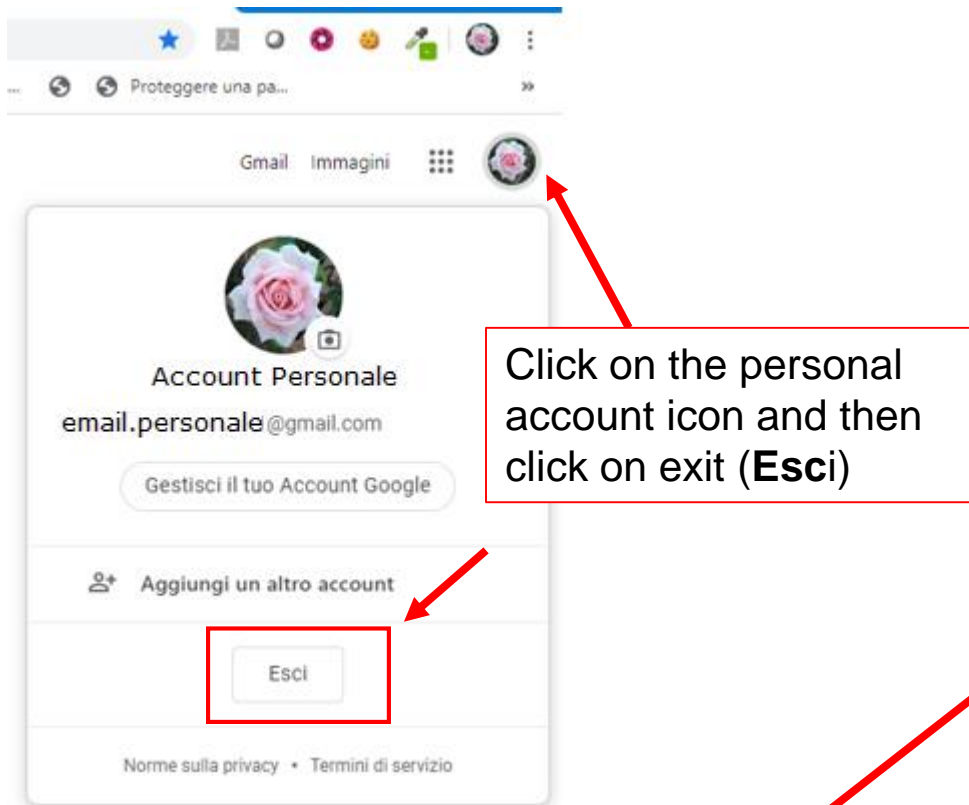 ... Proteggere una pa... »
Gmail Immagini
Account Personale
email.personale@gmail.com
Gestisci il tuo Account Google
Aggiungi un altro account
Esci
Norme sulla privacy • Termini di servizio
Click on the personal
account icon and then
click on exit (Esci)